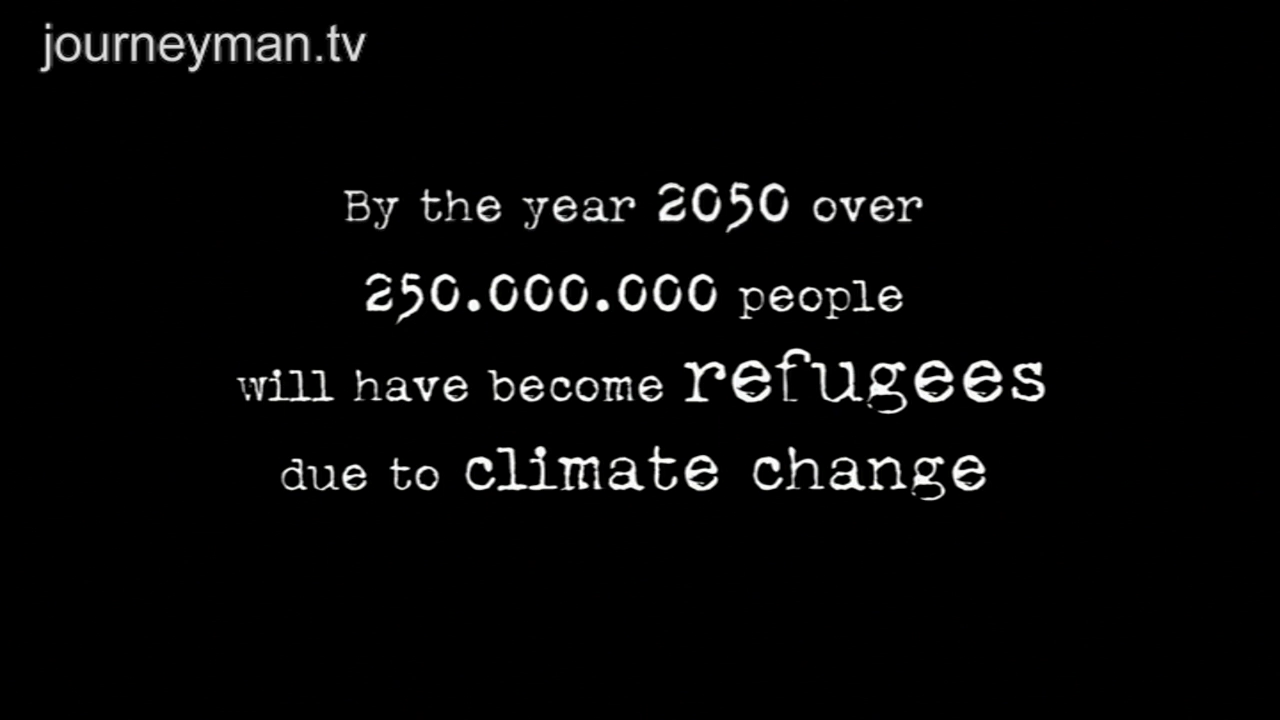 journeyman.tv
By the year 2050 over
250.000.000 people
will have become refugees
due to climate change